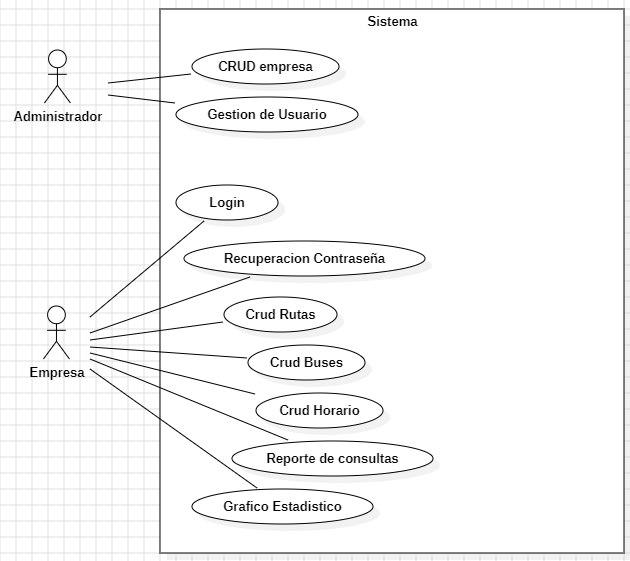 Sistema
CRUD empresa
Administrador
Gestion de Usuario
Login
Recuperacion Contraseña
Crud Rutas
Crud Buses
Empresa
Crud Horario
Reporte de consultas
Grafico Estadistico